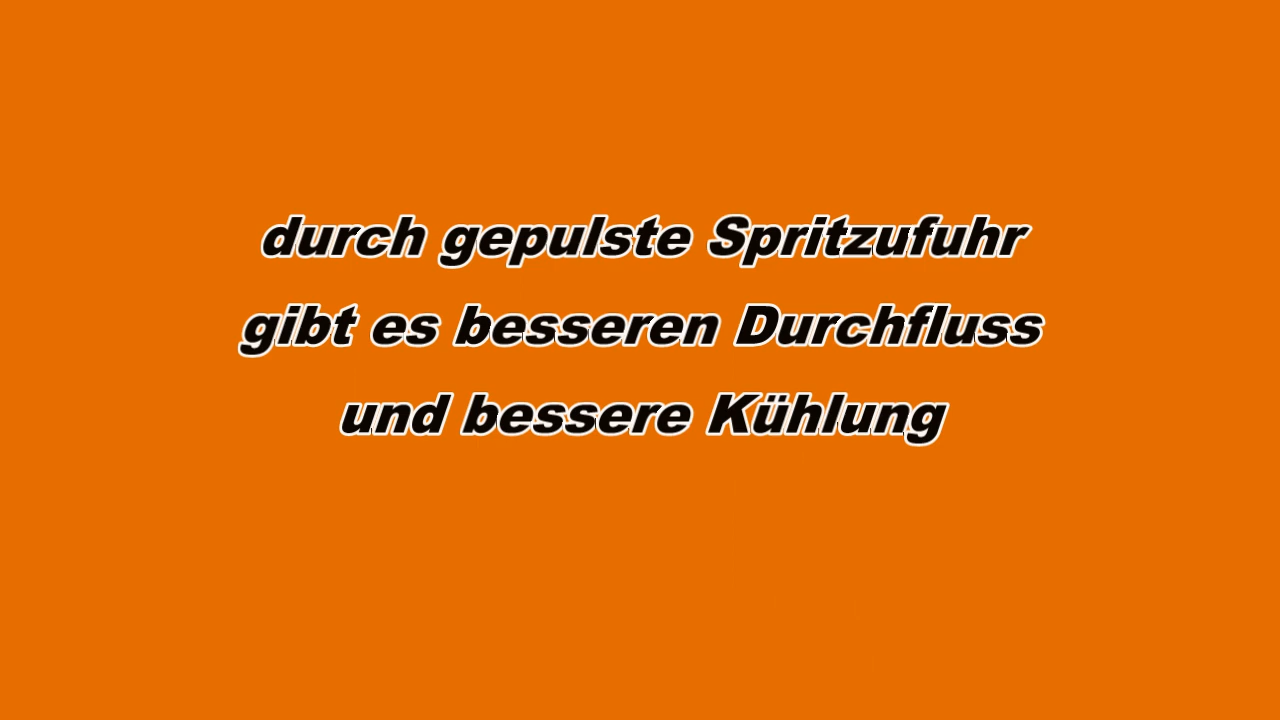 durch gepulste Spritzufuhr
gibt es besseren Durchfluss
und bessere Kühlung